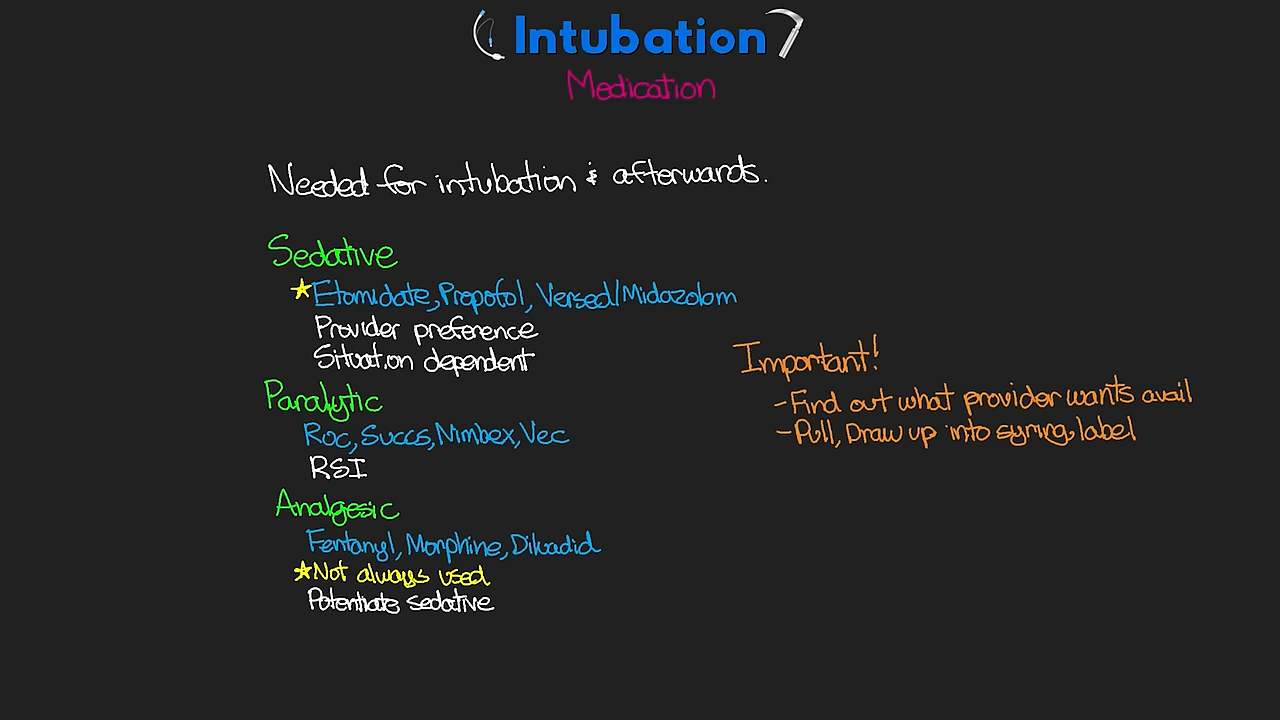 Intubation
Medication
Needed for intubation & afterwards.
Sedative
★Etomidate, Propofol, Versed/Midazolam
Provider preference
Situation dependent
Paralytic
Roc, Succs, Nimbex, Vec
RSI
Analgesic
Fentanyl, Morphine, Diluadid
★Not always used
Potentiate sedative
Important!
-Find out what provider wants avail
-Pull, Draw up into syring, label